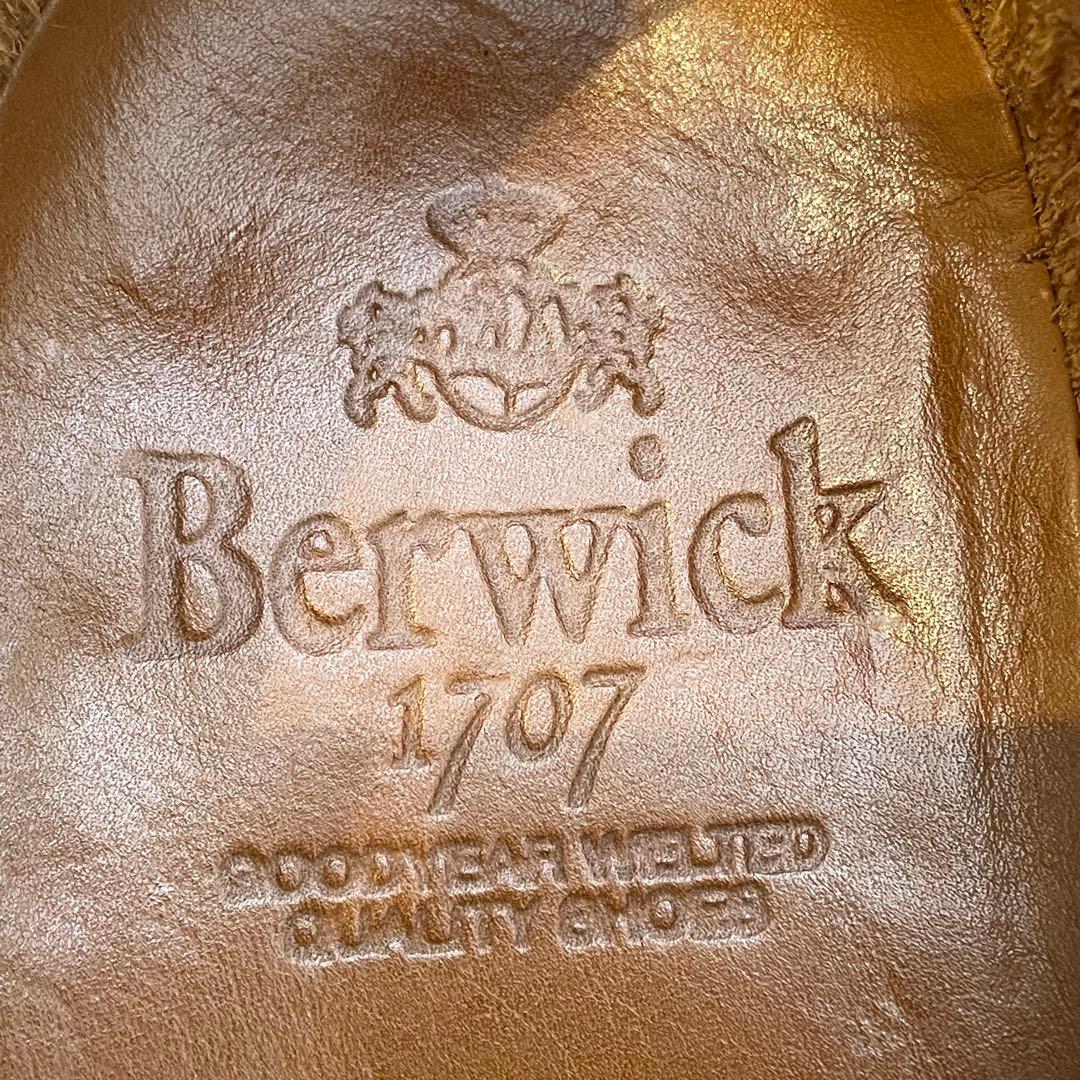 Berwick
1707
GOODYEAR WELTED
QUALITY SHOES